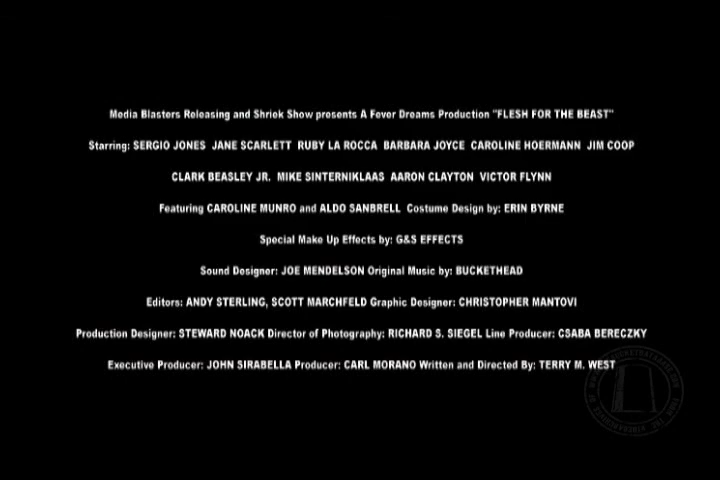 Media Blasters Releasing and Shriek Show presents A Fever Dreams Production "FLESH FOR THE BEAST"
Starring: SERGIO JONES JANE SCARLETT RUBY LA ROCCA BARBARA JOYCE CAROLINE HOERMANN JIM COOP
CLARK BEASLEY JR. MIKE SINTERNIKLAAS AARON CLAYTON VICTOR FLYNN
Featuring CAROLINE MUNRO and ALDO SANBRELL Costume Design by: ERIN BYRNE
Special Make Up Effects by: G&S EFFECTS
Sound Designer: JOE MENDELSON Original Music by: BUCKETHEAD
Editors: ANDY STERLING, SCOTT MARCHFELD Graphic Designer: CHRISTOPHER MANTOVI
Production Designer: STEWARD NOACK Director of Photography: RICHARD S. SIEGEL Line Producer: CSABA BERECZKY
Executive Producer: JOHN SIRABELLA Producer: CARL MORANO Written and Directed By: TERRY M. WEST